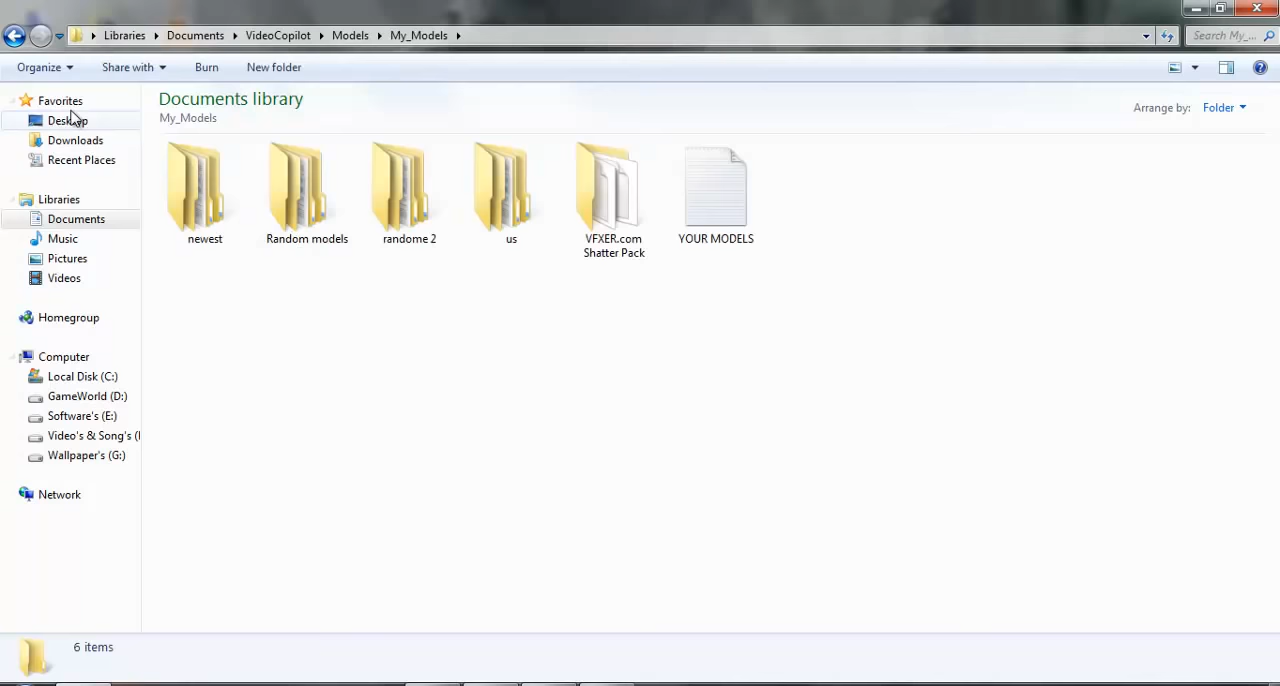 Libraries Documents VideoCopilot Models My_Models Search My_...
Organize Share with Burn New folder
Favorites
Desktop
Downloads
Recent Places
Libraries
Documents
Music
Pictures
Videos
Homegroup
Computer
Local Disk (C:)
GameWorld (D:)
Software's (E:)
Video's & Song's (
Wallpaper's (G:)
Network
Documents library
My_Models
Arrange by: Folder
newest
Random models
randome 2
us
VFXER.com
Shatter Pack
YOUR MODELS
6 items